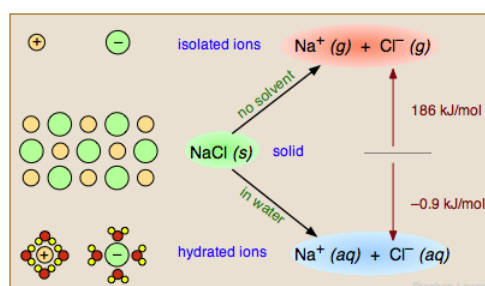 isolated ions
Na⁺ (g) + Cl⁻ (g)
no solvent
186 kJ/mol
NaCl (s)
solid
in water
–0.9 kJ/mol
hydrated ions
Na⁺ (aq) + Cl⁻ (aq)
+
–
+
–